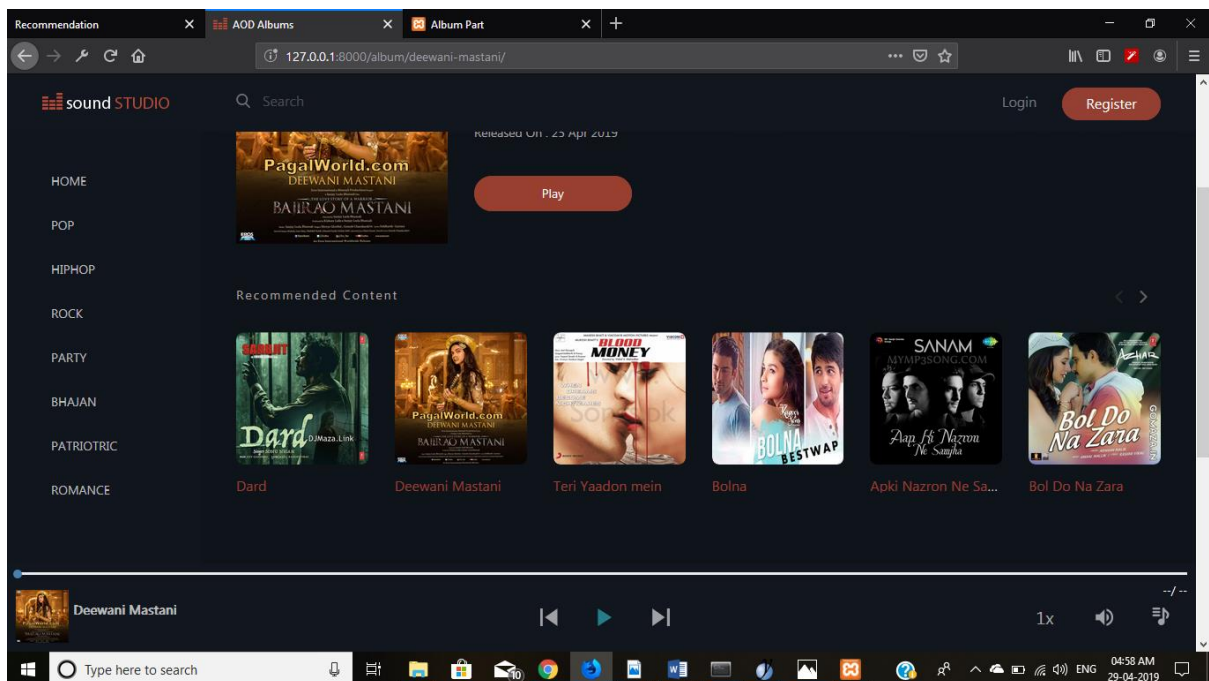 Recommendation
AOD Albums
Album Part
127.0.0.1:8000/album/deewani-mastani/
sound STUDIO
Search
Login
Register
Released On : 25 Apr 2019
Play
PagalWorld.com
DEEWANI MASTANI
BAJIRAO MASTANI
HOME
POP
HIPHOP
ROCK
PARTY
BHAJAN
PATRIOTRIC
ROMANCE
Recommended Content
SARBJIT
Dard DJMaza.Link
Dard
PagalWorld.com
DEEWANI MASTANI
BAJIRAO MASTANI
Deewani Mastani
BLOOD
MONEY
Teri Yaadon mein
BOLNA
BESTWAP
Bolna
SANAM
MYMP3SONG.COM
Aap Ki Nazron
Ne Samjha
Apki Nazron Ne Sa...
AZHAR
Bol Do
Na Zara
Bol Do Na Zara
Deewani Mastani
--/--
1x
Type here to search
10
ENG
04:58 AM
29-04-2019